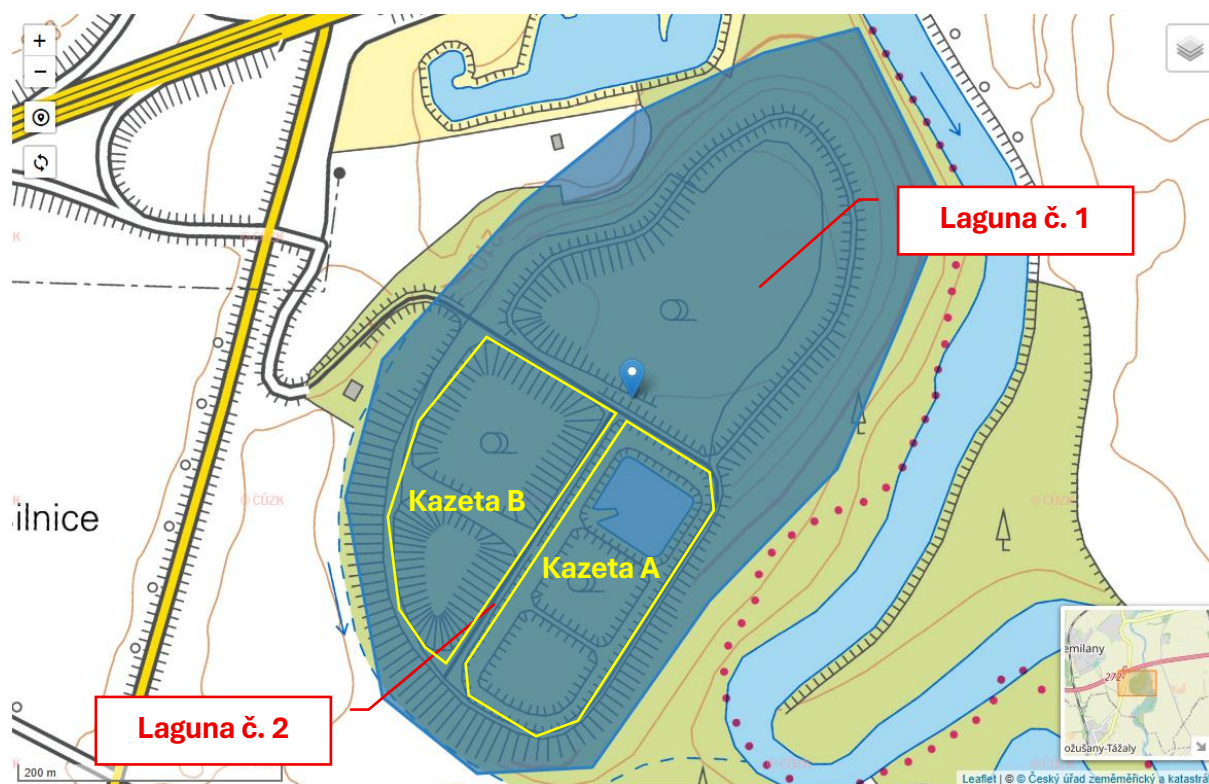 +
−
Laguna č. 1
© ČÚZK
2102
© ČÚZK
© ČÚZK
ilnice
Kazeta B
Kazeta A
Laguna č. 2
emilany
272
ožušany-Tážaly
200 m
Leaflet | © © Český úřad zeměměřický a katastrá